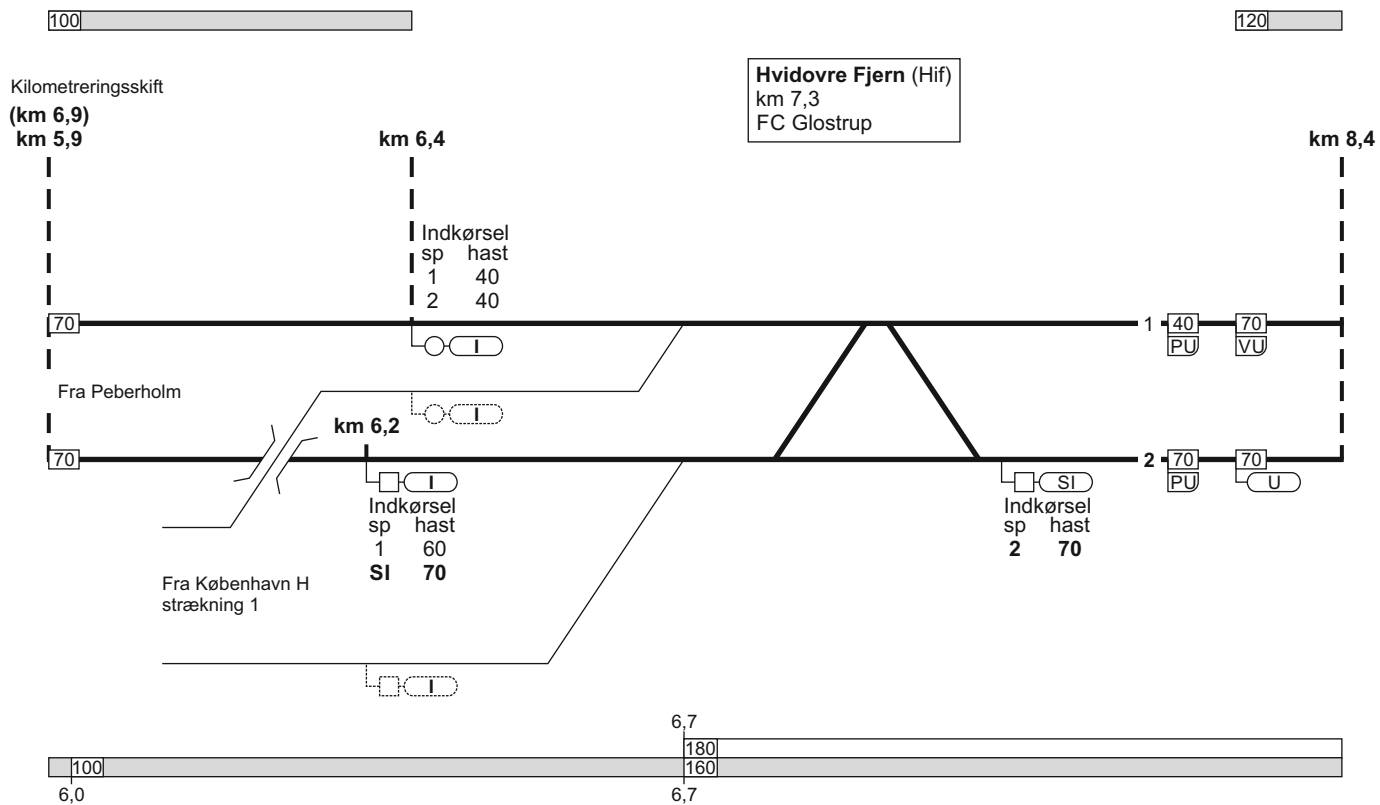 100
120
Kilometreringsskift
(km 6,9)
km 5,9
km 6,4
Hvidovre Fjern (Hif)
km 7,3
FC Glostrup
km 8,4
Indkørsel
sp hast
1 40
2 40
70
1
40
70
I
PU
VU
Fra Peberholm
I
km 6,2
70
2
70
70
I
SI
PU
U
Indkørsel
sp hast
1 60
SI 70
Indkørsel
sp hast
2 70
Fra København H
strækning 1
I
6,7
180
100
160
6,0
6,7